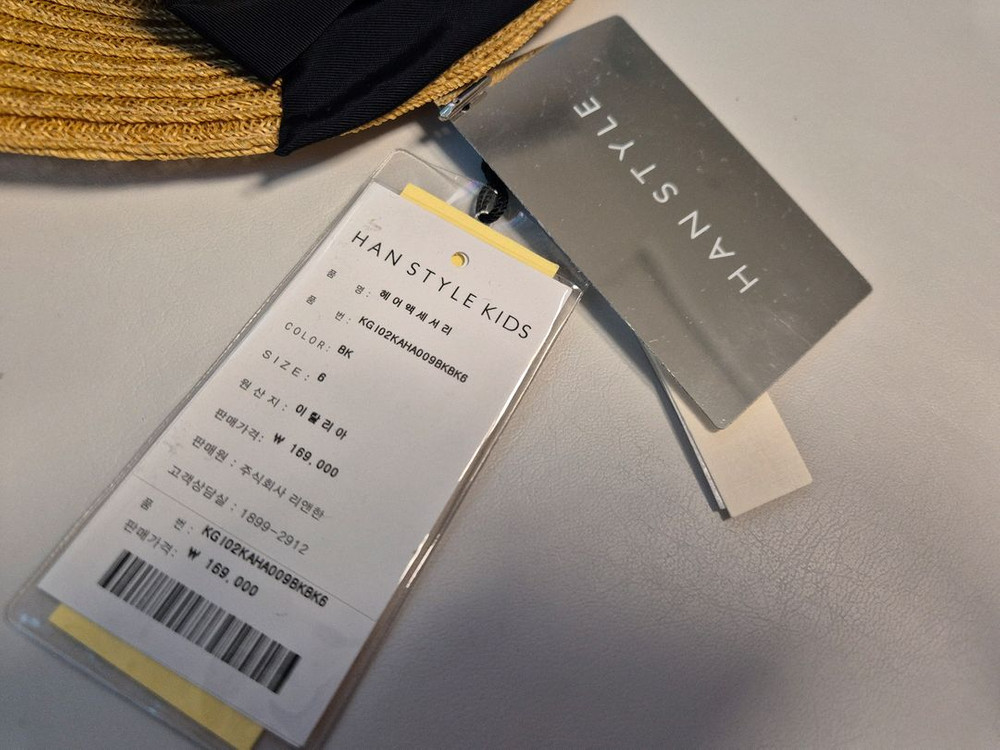 HAN STYLE
HAN STYLE KIDS
품 명: 헤어액세서리
품 번: KGI02KAHA009BKBK6
COLOR: BK
SIZE: 6
원산지: 이탈리아
판매가격: ₩ 169,000
판매원: 주식회사 리앤한
고객상담실: 1899-2912
품 번: KGI02KAHA009BKBK6
판매가격: ₩ 169,000